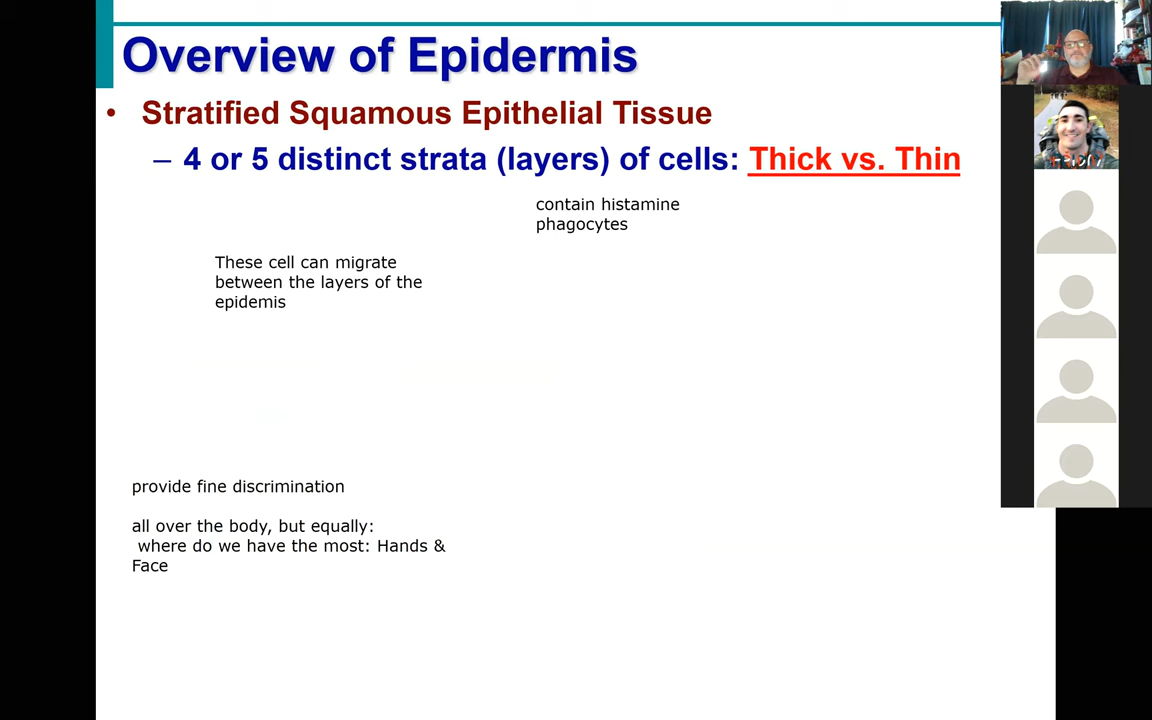 Overview of Epidermis
• Stratified Squamous Epithelial Tissue
– 4 or 5 distinct strata (layers) of cells: Thick vs. Thin
contain histamine
phagocytes
These cell can migrate
between the layers of the
epidemis
provide fine discrimination
all over the body, but equally:
where do we have the most: Hands &
Face